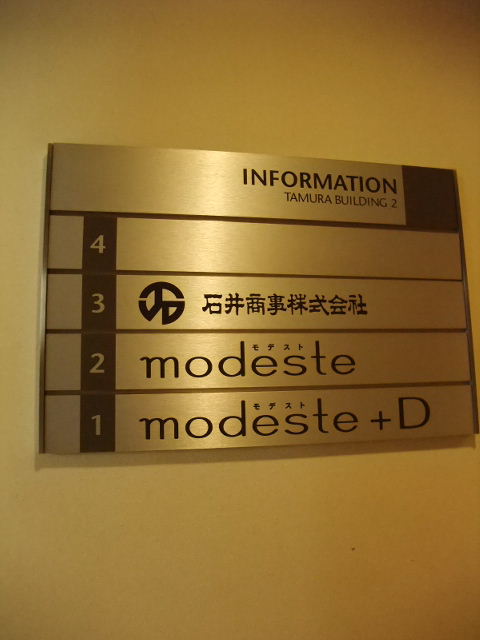 INFORMATION
TAMURA BUILDING 2
4
3 石井商事株式会社
モデスト
2 modeste
モデスト
1 modeste + D